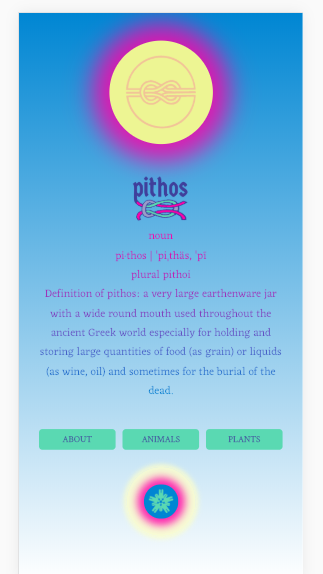 pithos
noun
pi·​thos | ˈpiˌthäs, ˈpī
plural pithoi
Definition of pithos: a very large earthenware jar
with a wide round mouth used throughout the
ancient Greek world especially for holding and
storing large quantities of food (as grain) or liquids
(as wine, oil) and sometimes for the burial of the
dead.
ABOUT ANIMALS PLANTS